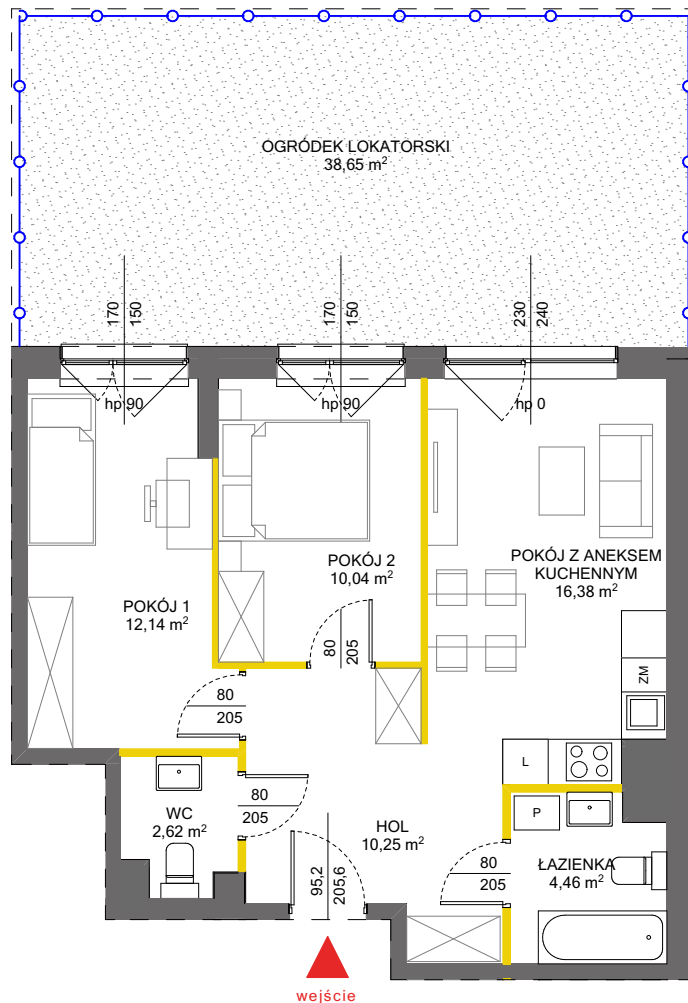 OGRÓDEK LOKATORSKI
38,65 m²
170
150
170
150
230
240
hp 90
hp 90
hp 0
POKÓJ 2
10,04 m²
POKÓJ Z ANEKSEM
KUCHENNYM
16,38 m²
POKÓJ 1
12,14 m²
80
205
ZM
80
205
L
WC
2,62 m²
80
205
P
HOL
10,25 m²
ŁAZIENKA
4,46 m²
80
205
95,2
205,6
wejście